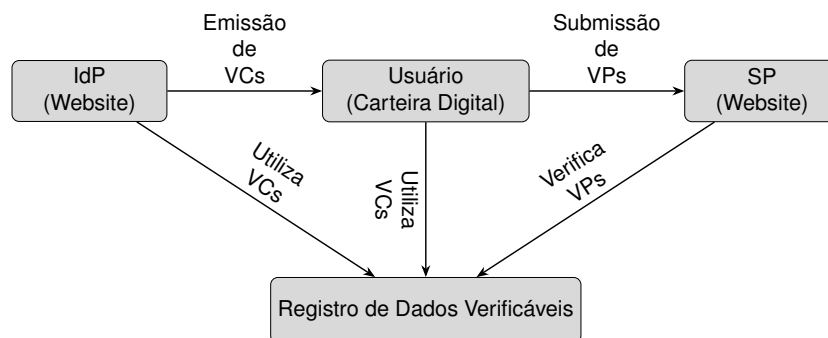 Emissão
de
VCs
Submissão
de
VPs
IdP
(Website)
Usuário
(Carteira Digital)
SP
(Website)
Utiliza
VCs
Utiliza
VCs
Verifica
VPs
Registro de Dados Verificáveis